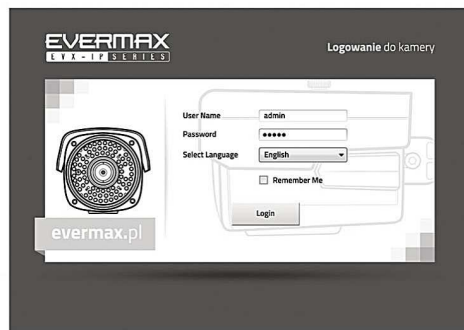 EVERMAX
EVX-IP SERIES
Logowanie do kamery
User Name
admin
Password
•••••
Select Language
English
Remember Me
Login
evermax.pl